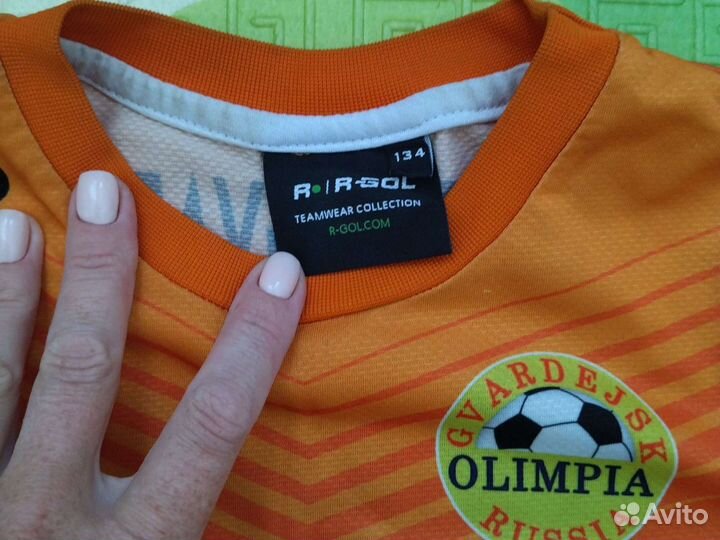 134
R R-GOL
TEAMWEAR COLLECTION
R-GOL.COM
GVARDEJSK
OLIMPIA
RUSSIA
Avito